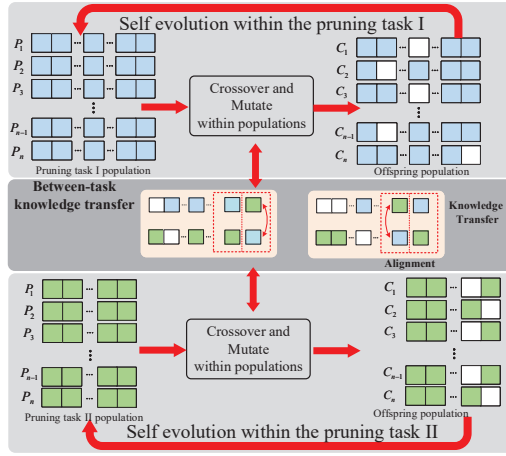 Self evolution within the pruning task I
P1
P2
P3
Pn-1
Pn
Pruning task I population
Crossover and
Mutate
within populations
C1
C2
C3
Cn-1
Cn
Offspring population
Between-task
knowledge transfer
Knowledge
Transfer
Alignment
P1
P2
P3
Pn-1
Pn
Pruning task II population
Crossover and
Mutate
within populations
C1
C2
C3
Cn-1
Cn
Offspring population
Self evolution within the pruning task II